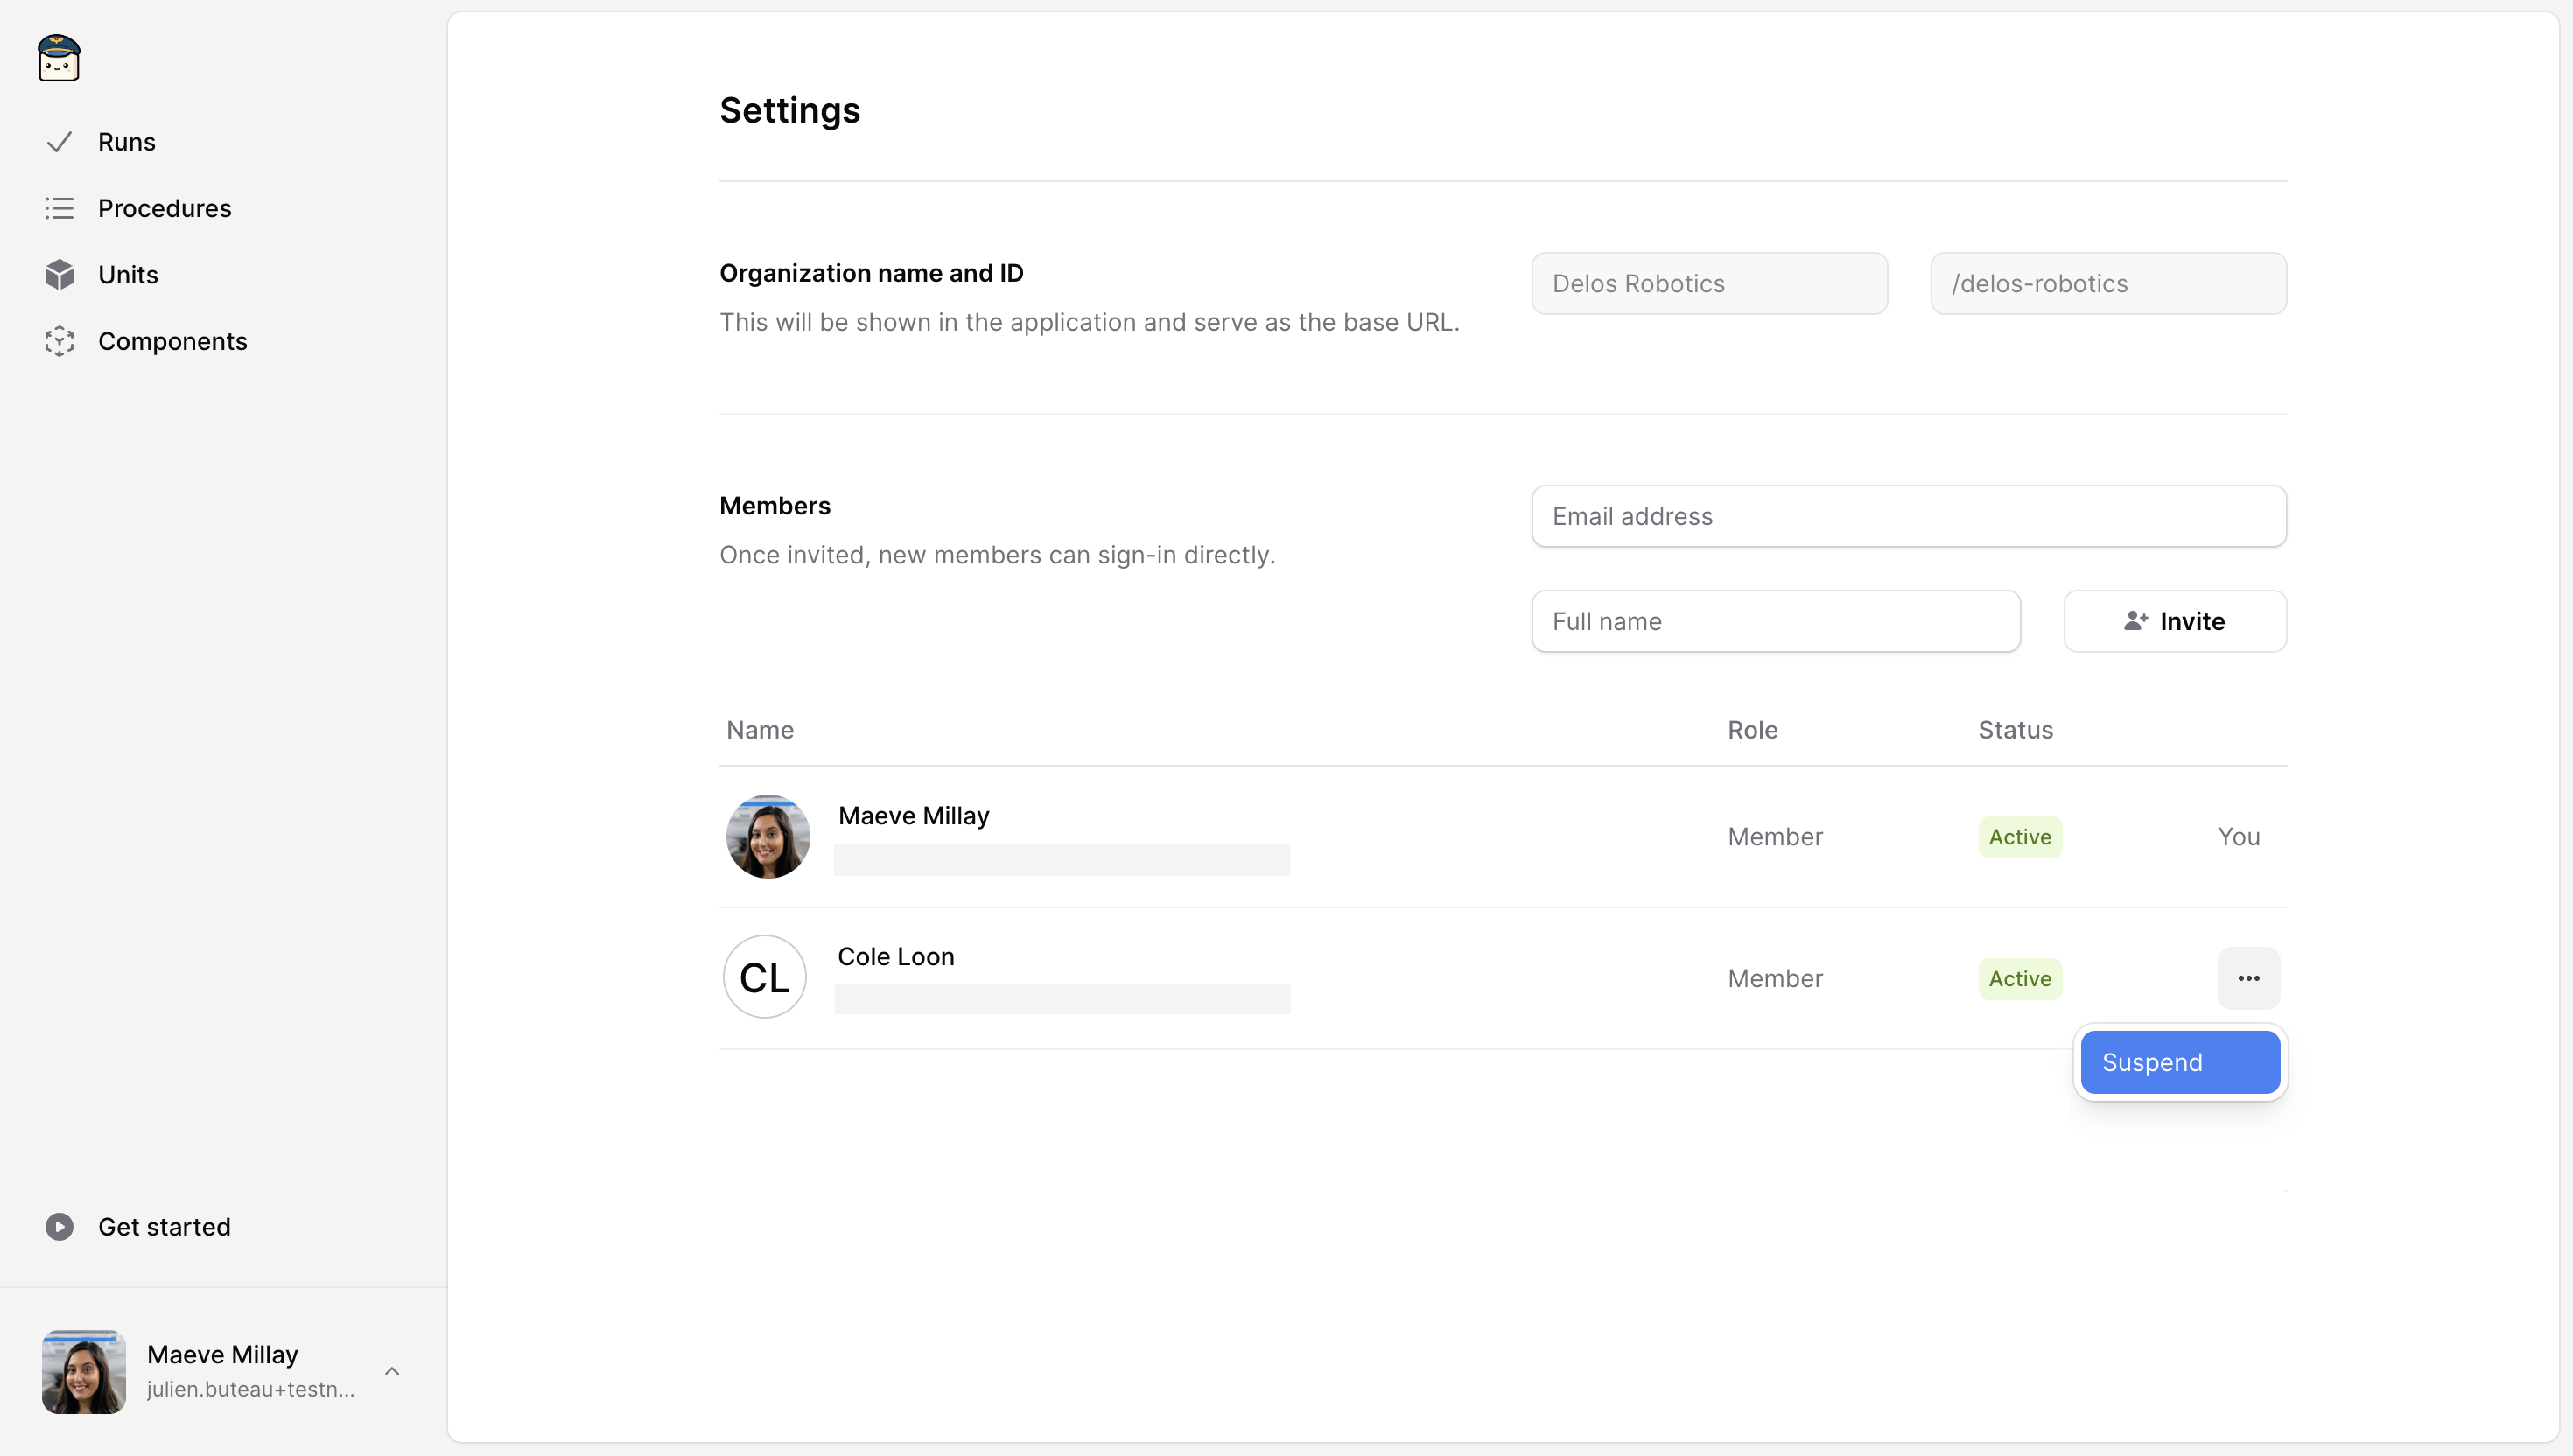 Runs
Procedures
Units
Components
Get started
Maeve Millay
julien.buteau+testn...
Settings
Organization name and ID
This will be shown in the application and serve as the base URL.
Delos Robotics
/delos-robotics
Members
Once invited, new members can sign-in directly.
Email address
Full name
Invite
Name Role Status
Maeve Millay
Member Active You
Cole Loon
CL
Member Active
Suspend